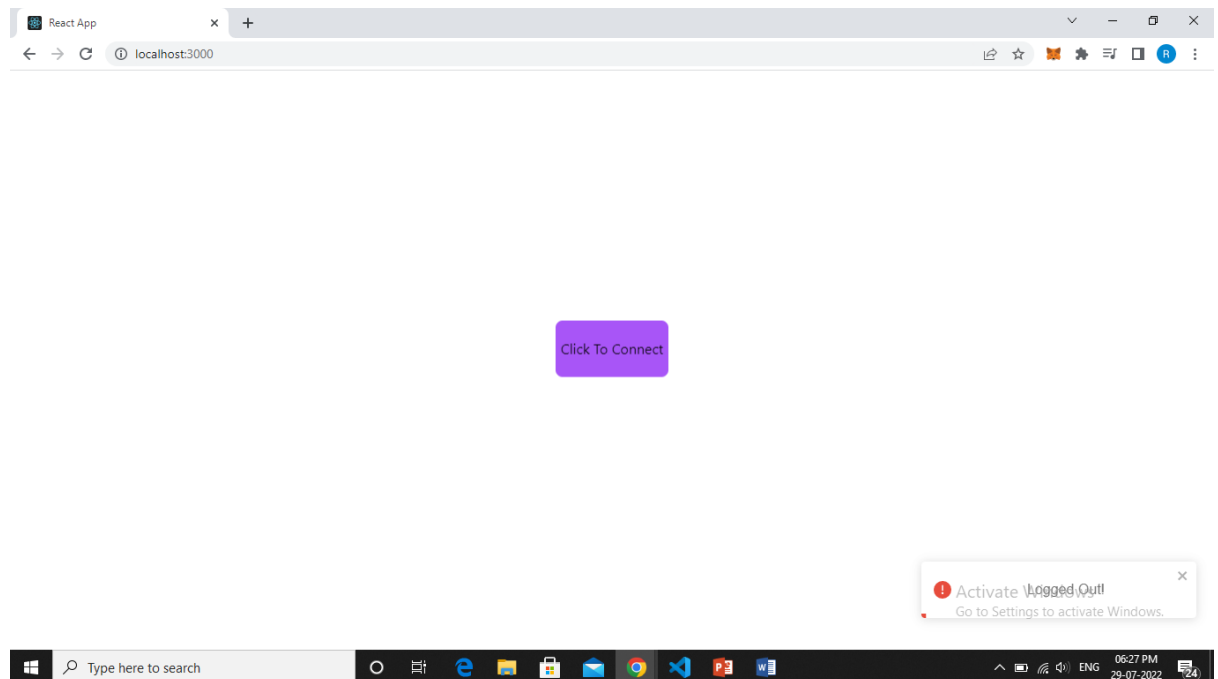 React App
localhost:3000
R
Click To Connect
Logged Out!
Activate Windows
Go to Settings to activate Windows.
Type here to search
ENG
06:27 PM
29-07-2022
24